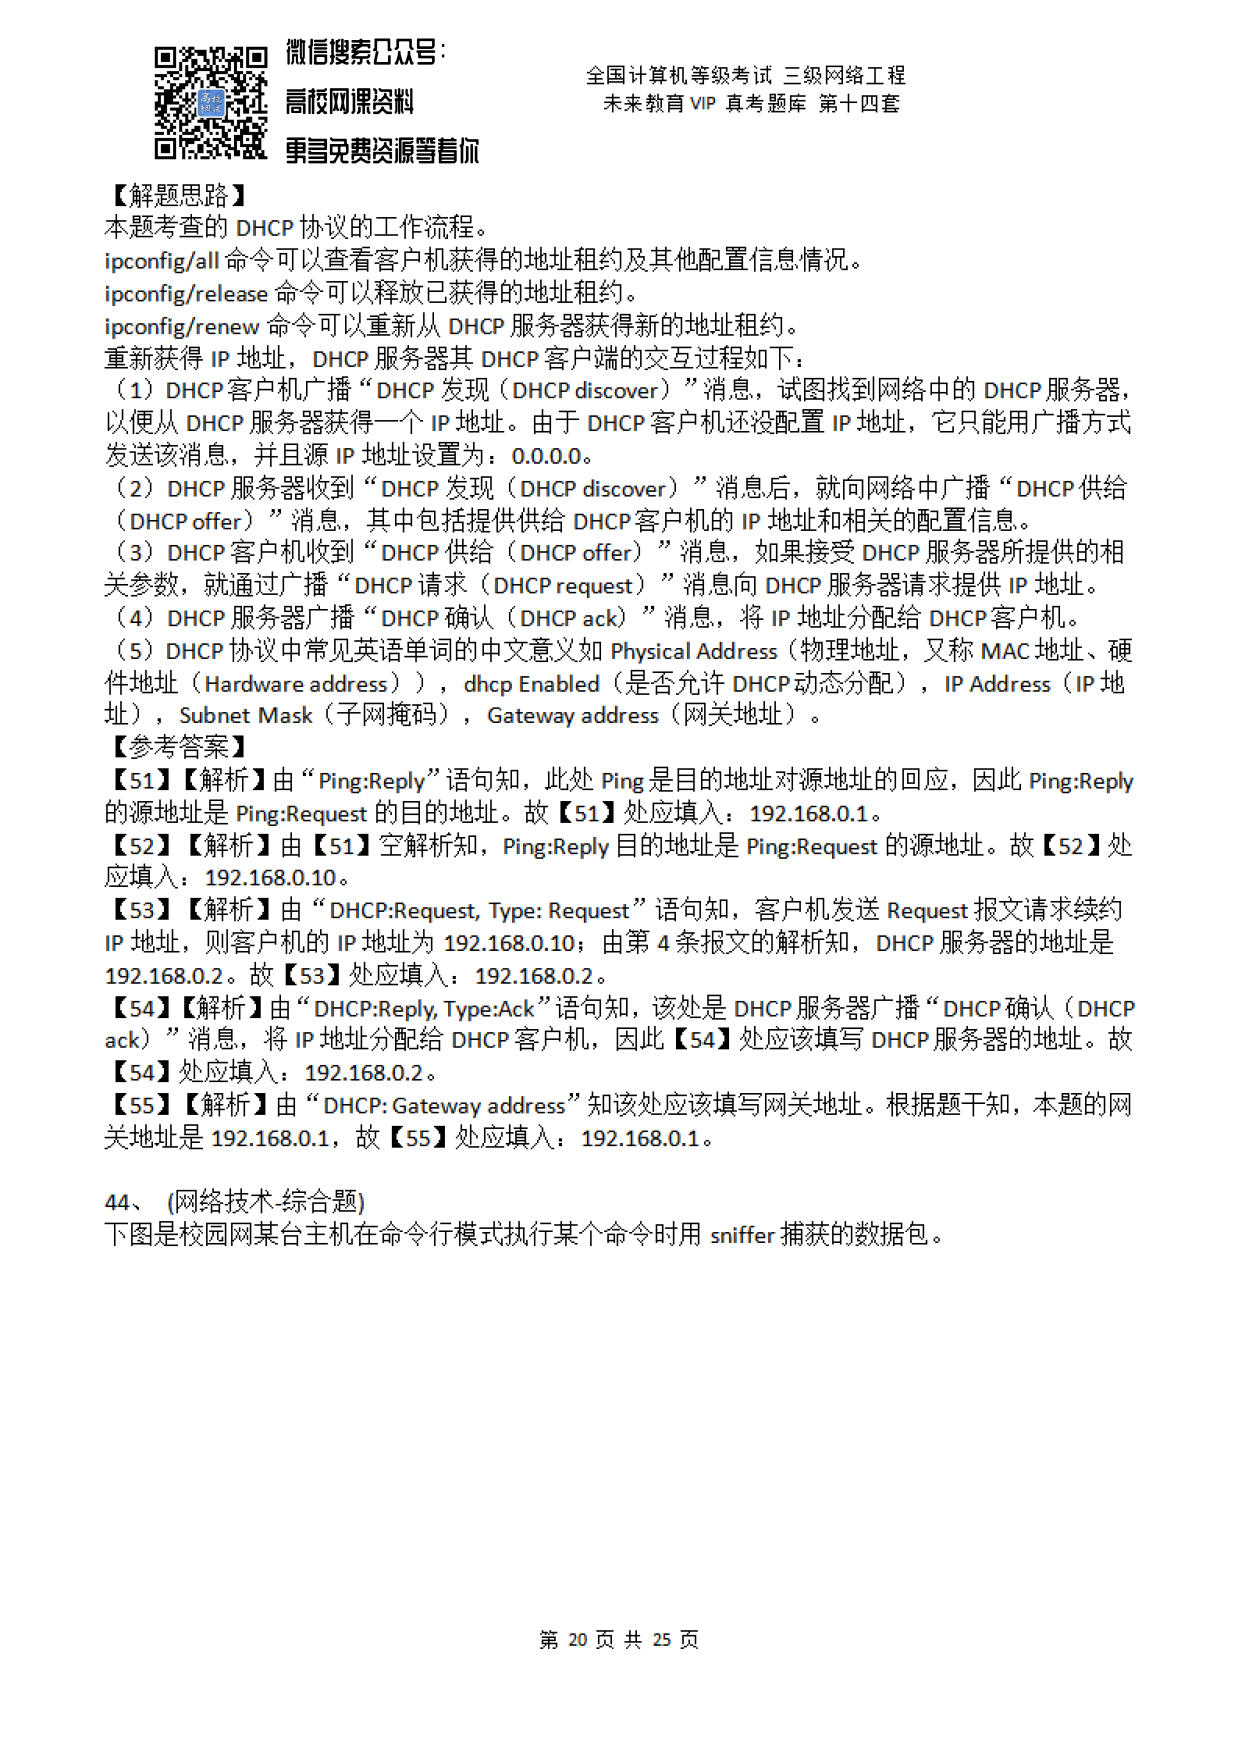 微信搜索公众号：
高校网课资料
更多免费资源等着你
全国计算机等级考试 三级网络工程
未来教育 VIP 真考题库 第十四套
【解题思路】
本题考查的 DHCP 协议的工作流程。
ipconfig/all 命令可以查看客户机获得的地址租约及其他配置信息情况。
ipconfig/release 命令可以释放已获得的地址租约。
ipconfig/renew 命令可以重新从 DHCP 服务器获得新的地址租约。
重新获得 IP 地址，DHCP 服务器其 DHCP 客户端的交互过程如下：
（1）DHCP 客户机广播“DHCP 发现（DHCP discover）”消息，试图找到网络中的 DHCP 服务器，
以便从 DHCP 服务器获得一个 IP 地址。由于 DHCP 客户机还没配置 IP 地址，它只能用广播方式
发送该消息，并且源 IP 地址设置为：0.0.0.0。
（2）DHCP 服务器收到“DHCP 发现（DHCP discover）”消息后，就向网络中广播“DHCP 供给
（DHCP offer）”消息，其中包括提供供给 DHCP 客户机的 IP 地址和相关的配置信息。
（3）DHCP 客户机收到“DHCP 供给（DHCP offer）”消息，如果接受 DHCP 服务器所提供的相
关参数，就通过广播“DHCP 请求（DHCP request）”消息向 DHCP 服务器请求提供 IP 地址。
（4）DHCP 服务器广播“DHCP 确认（DHCP ack）”消息，将 IP 地址分配给 DHCP 客户机。
（5）DHCP 协议中常见英语单词的中文意义如 Physical Address（物理地址，又称 MAC 地址、硬
件地址（Hardware address）），dhcp Enabled（是否允许 DHCP 动态分配），IP Address（IP 地
址），Subnet Mask（子网掩码），Gateway address（网关地址）。
【参考答案】
【51】【解析】由“Ping:Reply”语句知，此处 Ping 是目的地址对源地址的回应，因此 Ping:Reply
的源地址是 Ping:Request 的目的地址。故【51】处应填入：192.168.0.1。
【52】【解析】由【51】空解析知，Ping:Reply 目的地址是 Ping:Request 的源地址。故【52】处
应填入：192.168.0.10。
【53】【解析】由“DHCP:Request, Type: Request”语句知，客户机发送 Request 报文请求续约
IP 地址，则客户机的 IP 地址为 192.168.0.10；由第 4 条报文的解析知，DHCP 服务器的地址是
192.168.0.2。故【53】处应填入：192.168.0.2。
【54】【解析】由“DHCP:Reply, Type:Ack”语句知，该处是 DHCP 服务器广播“DHCP 确认（DHCP
ack）”消息，将 IP 地址分配给 DHCP 客户机，因此【54】处应该填写 DHCP 服务器的地址。故
【54】处应填入：192.168.0.2。
【55】【解析】由“DHCP: Gateway address”知该处应该填写网关地址。根据题干知，本题的网
关地址是 192.168.0.1，故【55】处应填入：192.168.0.1。
44、 (网络技术-综合题)
下图是校园网某台主机在命令行模式执行某个命令时用 sniffer 捕获的数据包。
第 20 页 共 25 页